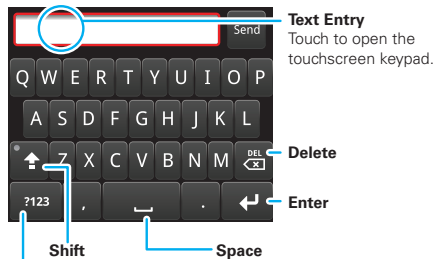 Text Entry
Touch to open the
touchscreen keypad.
Send
Q W E R T Y U I O P
A S D F G H J K L
Z X C V B N M DEL
Delete
?123 , .
Enter
Shift
Space